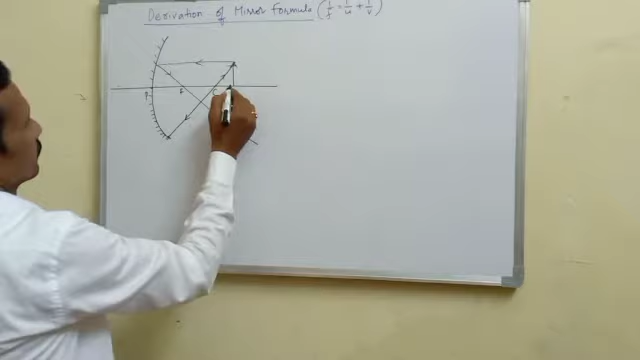 Derivation of Mirror Formula (1/f = 1/u + 1/v)
P F C